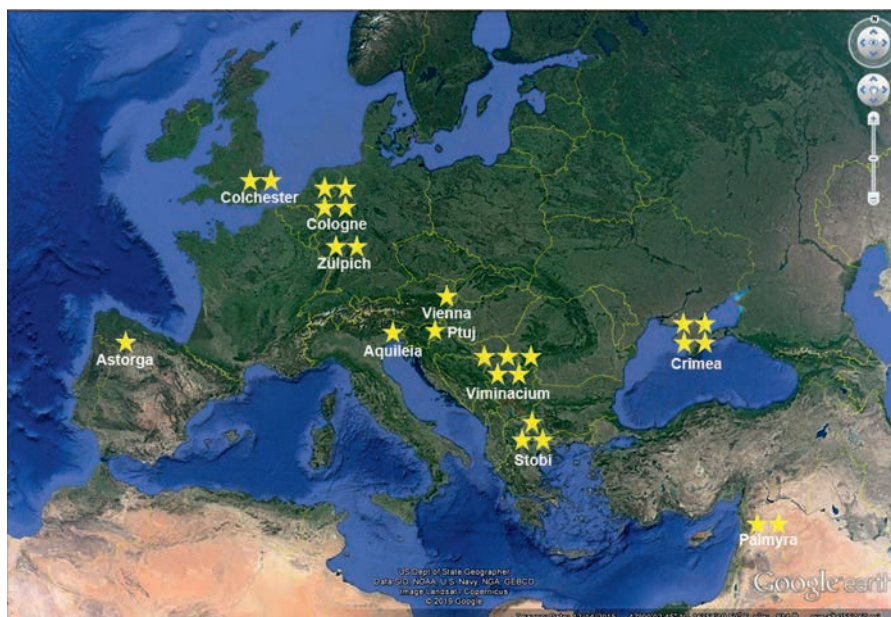 N
Colchester
Cologne
Zülpich
Vienna
Ptuj
Aquileia
Astorga
Viminacium
Crimea
Stobi
Palmyra
US Dept of State Geographer
Data SIO, NOAA, U.S. Navy, NGA, GEBCO
Image Landsat / Copernicus
© 2019 Google
Google earth